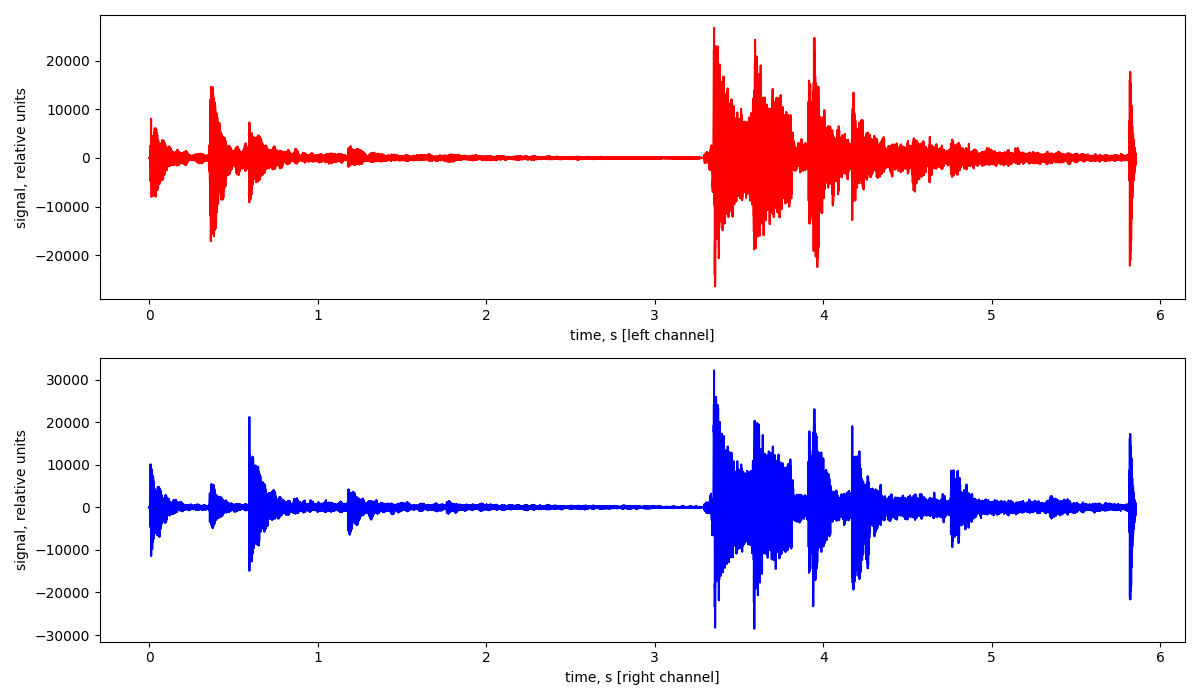 signal, relative units
20000
10000
0
−10000
−20000
0 1 2 3 4 5 6
time, s [left channel]
signal, relative units
30000
20000
10000
0
−10000
−20000
−30000
0 1 2 3 4 5 6
time, s [right channel]